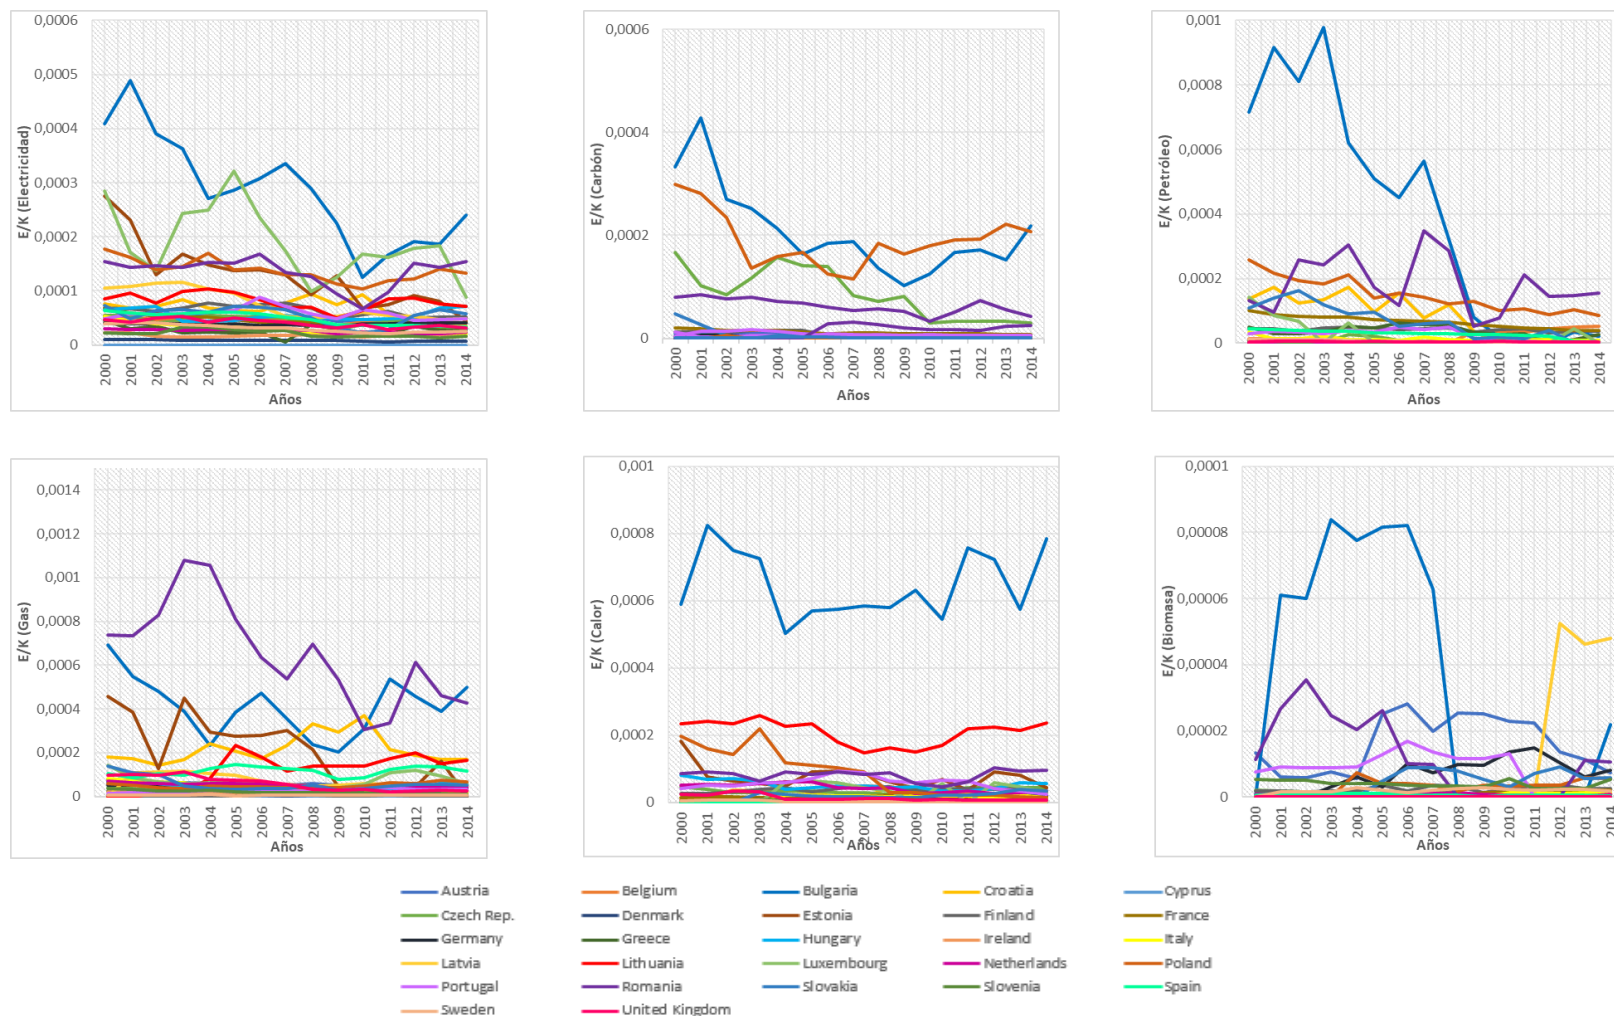 0,0006
0,0005
0,0004
0,0003
0,0002
0,0001
0
E/K (Electricidad)
2000 2001 2002 2003 2004 2005 2006 2007 2008 2009 2010 2011 2012 2013 2014
Años
0,0006
0,0004
0,0002
0
E/K (Carbón)
2000 2001 2002 2003 2004 2005 2006 2007 2008 2009 2010 2011 2012 2013 2014
Años
0,001
0,0008
0,0006
0,0004
0,0002
0
E/K (Petróleo)
2000 2001 2002 2003 2004 2005 2006 2007 2008 2009 2010 2011 2012 2013 2014
Años
0,0014
0,0012
0,001
0,0008
0,0006
0,0004
0,0002
0
E/K (Gas)
2000 2001 2002 2003 2004 2005 2006 2007 2008 2009 2010 2011 2012 2013 2014
Años
0,001
0,0008
0,0006
0,0004
0,0002
0
E/K (Calor)
2000 2001 2002 2003 2004 2005 2006 2007 2008 2009 2010 2011 2012 2013 2014
Años
0,0001
0,00008
0,00006
0,00004
0,00002
0
E/K (Biomasa)
2000 2001 2002 2003 2004 2005 2006 2007 2008 2009 2010 2011 2012 2013 2014
Años
Austria Belgium Bulgaria Croatia Cyprus
Czech Rep. Denmark Estonia Finland France
Germany Greece Hungary Ireland Italy
Latvia Lithuania Luxembourg Netherlands Poland
Portugal Romania Slovakia Slovenia Spain
Sweden United Kingdom